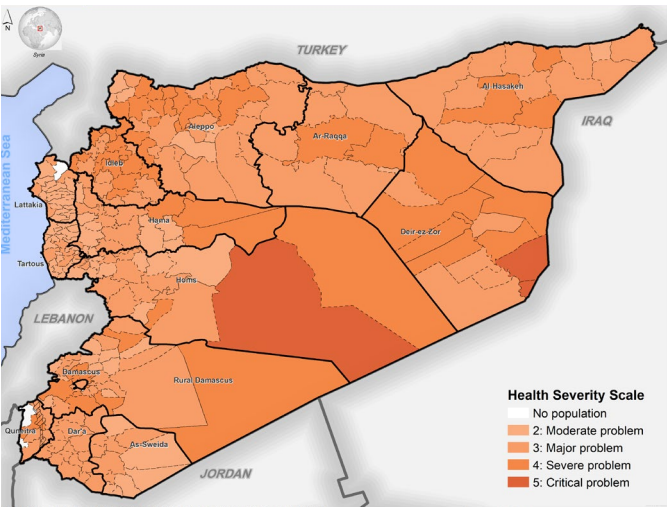 N
Syria
TURKEY
Al-Hasakeh
IRAQ
Aleppo
Ar-Raqqa
Idleb
Mediterranean Sea
Lattakia
Hama
Deir-ez-Zor
Tartous
Homs
LEBANON
Damascus
Rural Damascus
Quneitra
Dar'a
As-Sweida
JORDAN
Health Severity Scale
No population
2: Moderate problem
3: Major problem
4: Severe problem
5: Critical problem